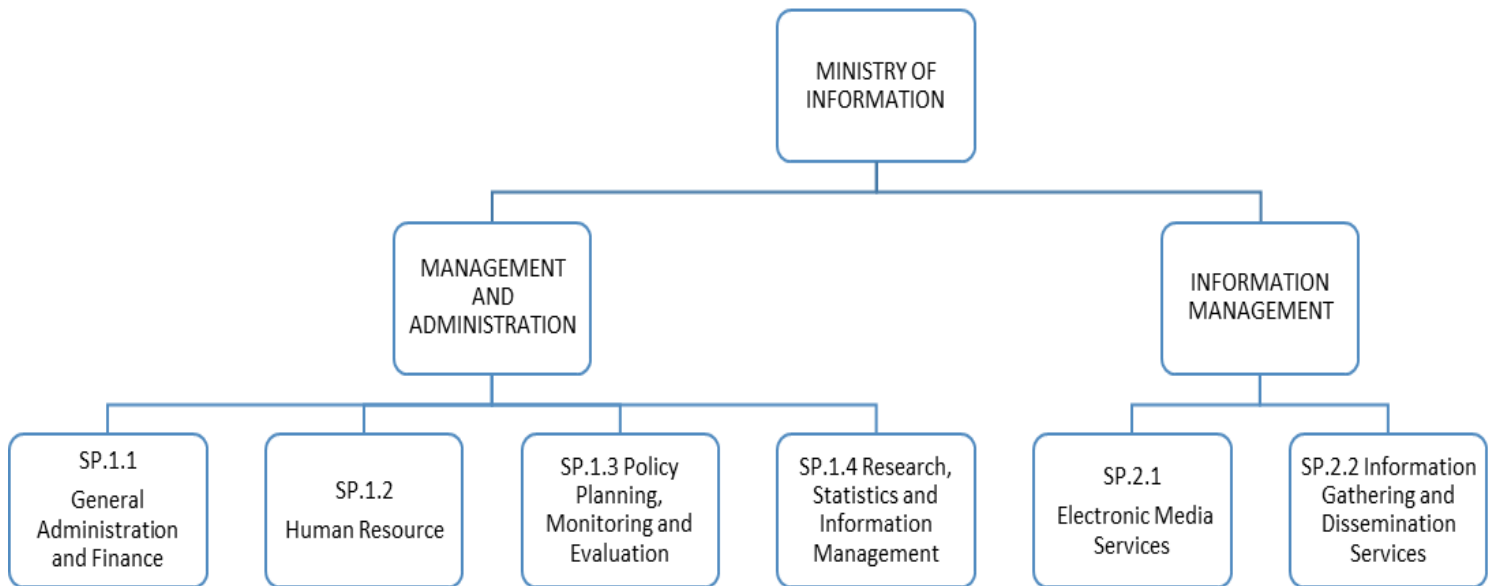 MINISTRY OF
INFORMATION
MANAGEMENT
AND
ADMINISTRATION
INFORMATION
MANAGEMENT
SP.1.1
General
Administration
and Finance
SP.1.2
Human Resource
SP.1.3 Policy
Planning,
Monitoring and
Evaluation
SP.1.4 Research,
Statistics and
Information
Management
SP.2.1
Electronic Media
Services
SP.2.2 Information
Gathering and
Dissemination
Services